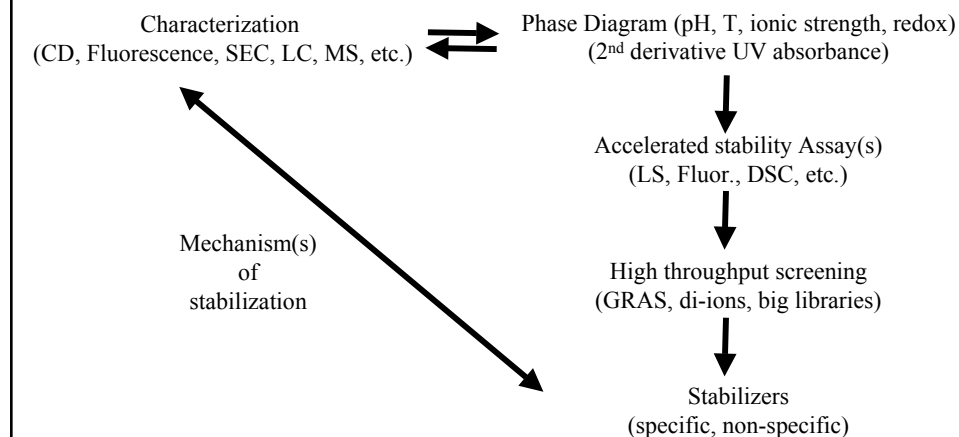 Characterization
(CD, Fluorescence, SEC, LC, MS, etc.)
Phase Diagram (pH, T, ionic strength, redox)
(2nd derivative UV absorbance)
Accelerated stability Assay(s)
(LS, Fluor., DSC, etc.)
Mechanism(s)
of
stabilization
High throughput screening
(GRAS, di-ions, big libraries)
Stabilizers
(specific, non-specific)